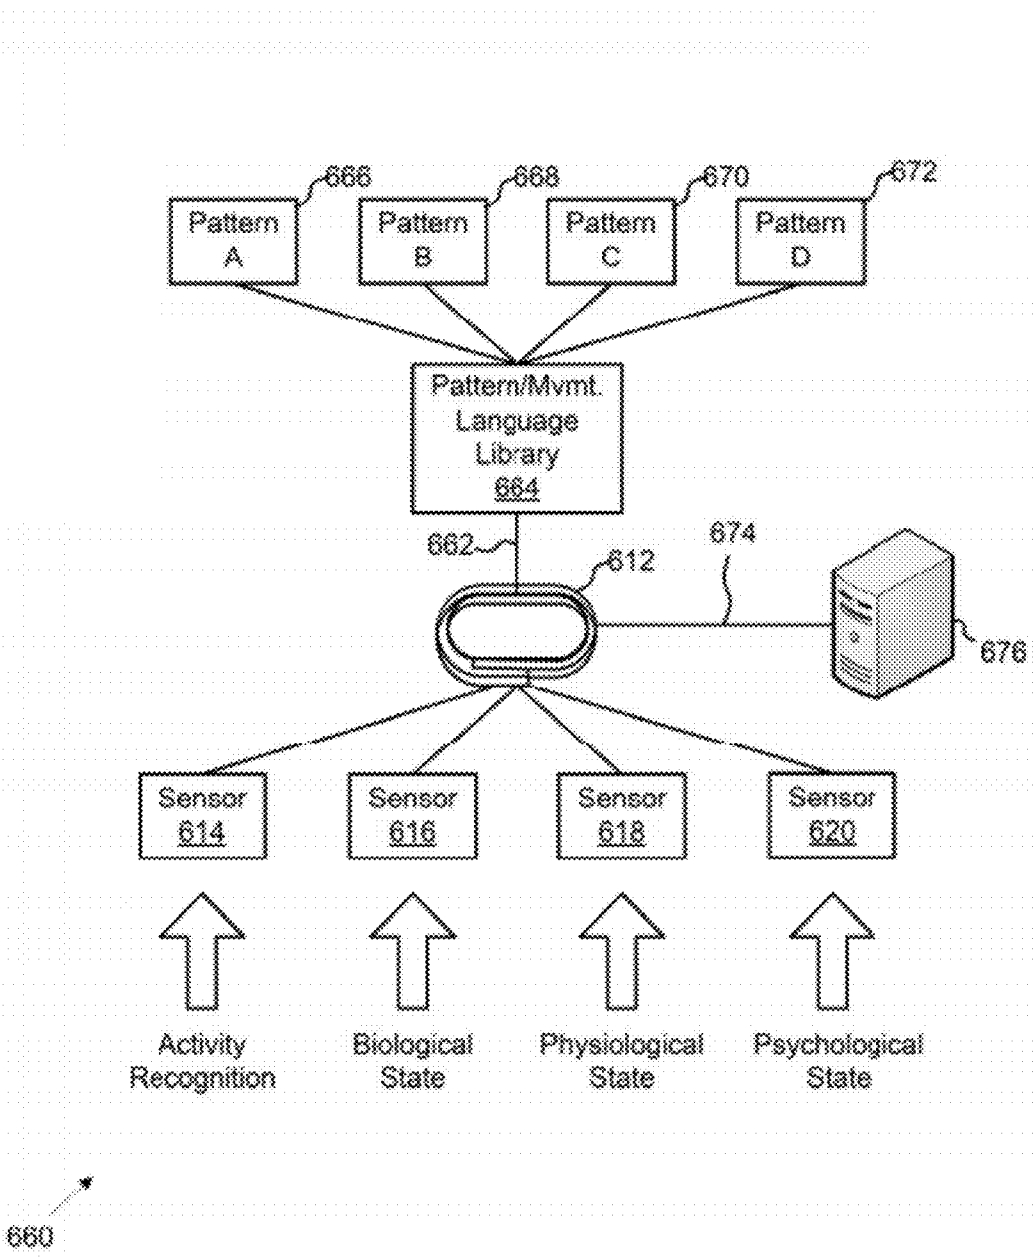 666
668
670
672
Pattern
A
Pattern
B
Pattern
C
Pattern
D
Pattern/Mvmt.
Language
Library
664
662
612
674
676
Sensor
614
Sensor
616
Sensor
618
Sensor
620
Activity
Recognition
Biological
State
Physiological
State
Psychological
State
660